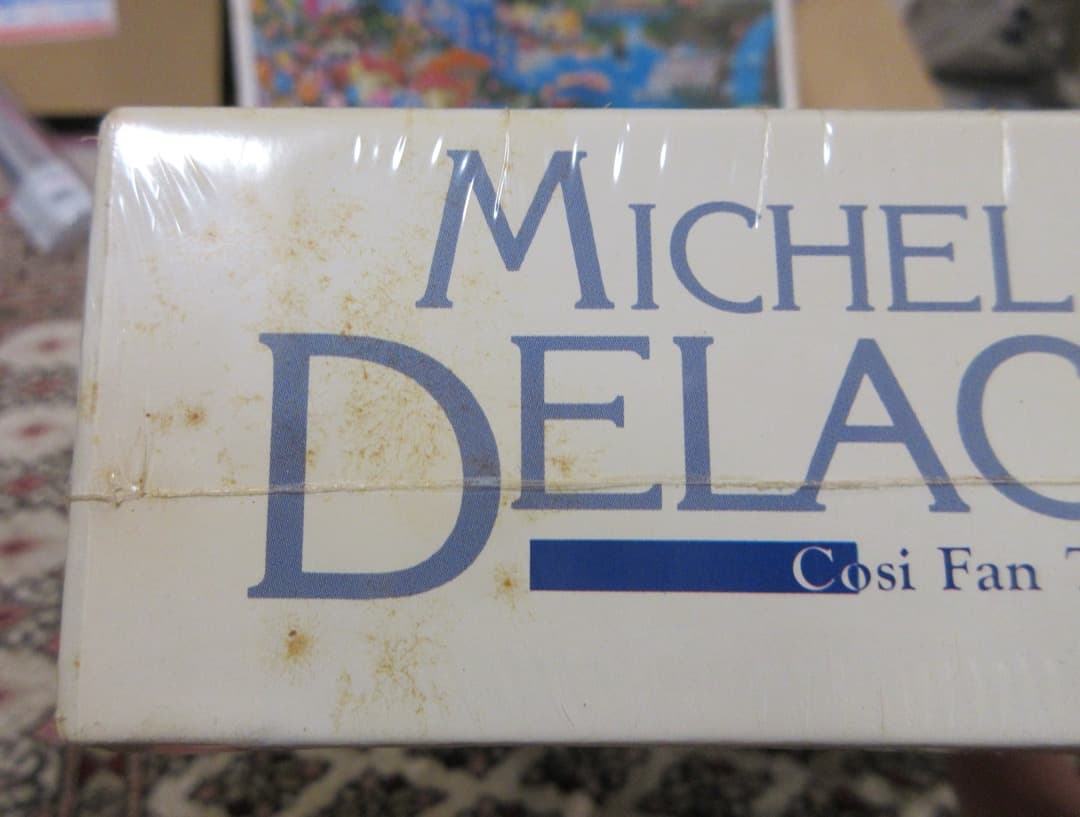 MICHEL
DELAC
Cosi Fan T